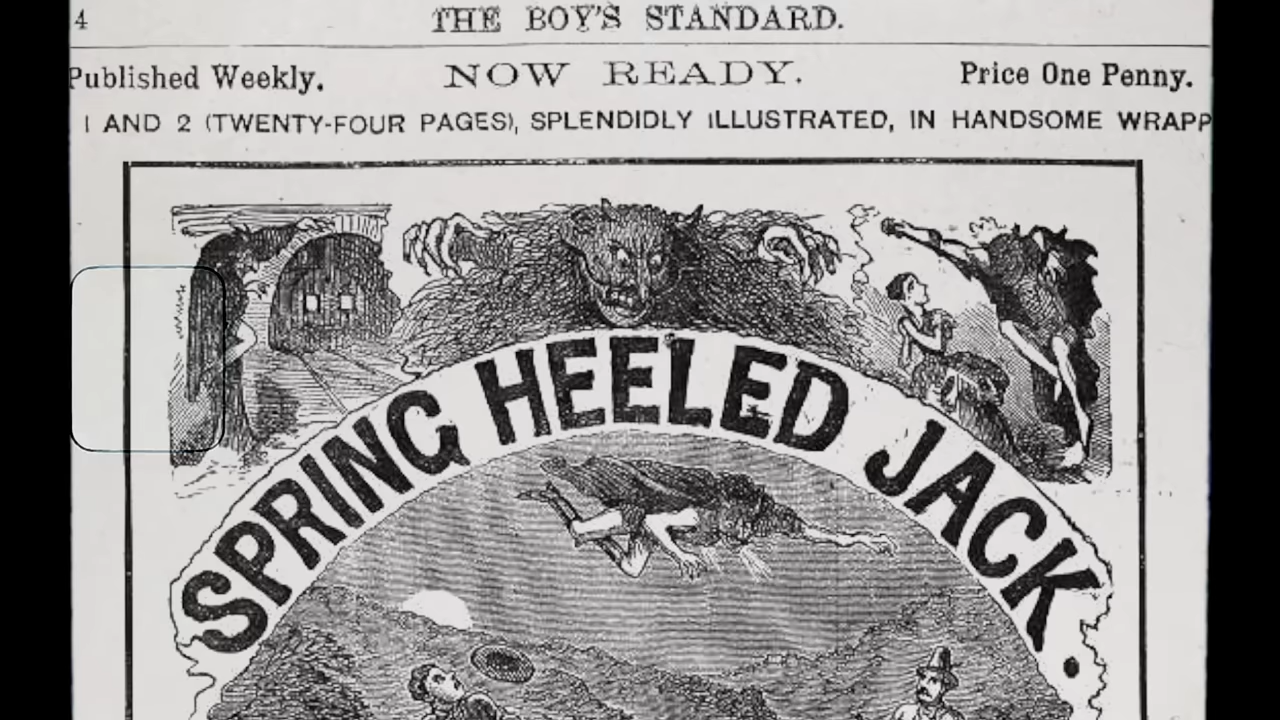 4
THE BOY'S STANDARD.
Published Weekly. NOW READY. Price One Penny.
1 AND 2 (TWENTY-FOUR PAGES), SPLENDIDLY ILLUSTRATED, IN HANDSOME WRAPP
SPRING HEELED JACK.